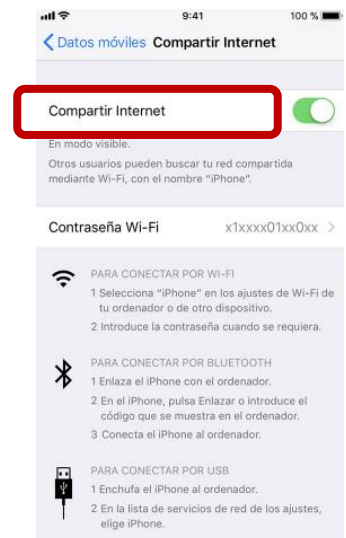 9:41
100 %
Datos móviles Compartir Internet
Compartir Internet
En modo visible.
Otros usuarios pueden buscar tu red compartida
mediante Wi-Fi, con el nombre “iPhone”.
Contraseña Wi-Fi x1xxxx01xx0xx
PARA CONECTAR POR WI-FI
1 Selecciona “iPhone” en los ajustes de Wi-Fi de
tu ordenador o de otro dispositivo.
2 Introduce la contraseña cuando se requiera.
PARA CONECTAR POR BLUETOOTH
1 Enlaza el iPhone con el ordenador.
2 En el iPhone, pulsa Enlazar o introduce el
código que se muestra en el ordenador.
3 Conecta el iPhone al ordenador.
PARA CONECTAR POR USB
1 Enchufa el iPhone al ordenador.
2 En la lista de servicios de red de los ajustes,
elige iPhone.